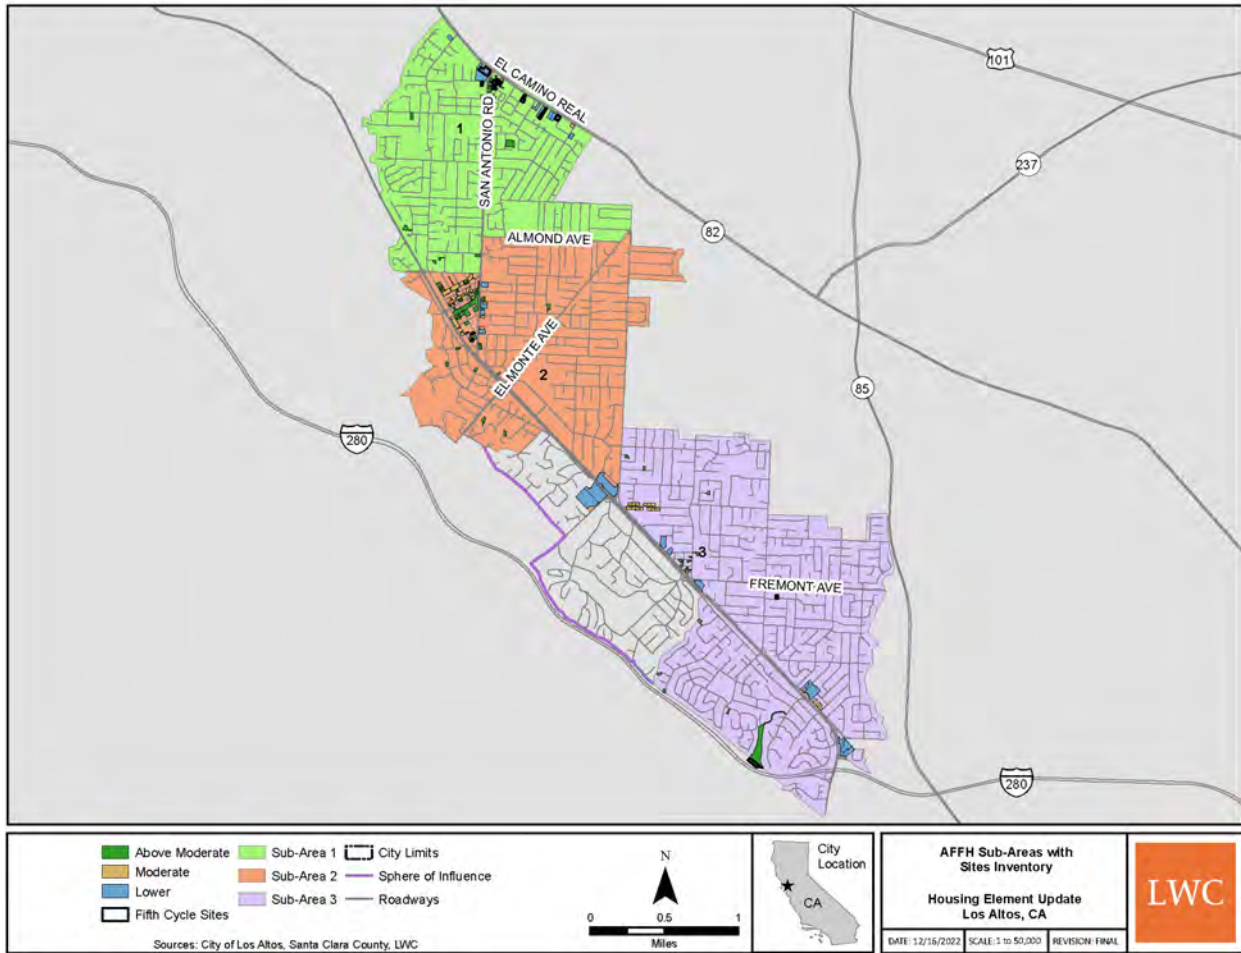 101
EL CAMINO REAL
SAN ANTONIO RD
1
237
82
ALMOND AVE
EL MONTE AVE
2
85
280
3
FREMONT AVE
280
Above Moderate
Moderate
Lower
Fifth Cycle Sites
Sub-Area 1
Sub-Area 2
Sub-Area 3
City Limits
Sphere of Influence
Roadways
Sources: City of Los Altos, Santa Clara County, LWC
N
0 0.5 1
Miles
City
Location
CA
AFFH Sub-Areas with
Sites Inventory
Housing Element Update
Los Altos, CA
DATE: 12/16/2022
SCALE: 1 to 50,000
REVISION: FINAL
LWC